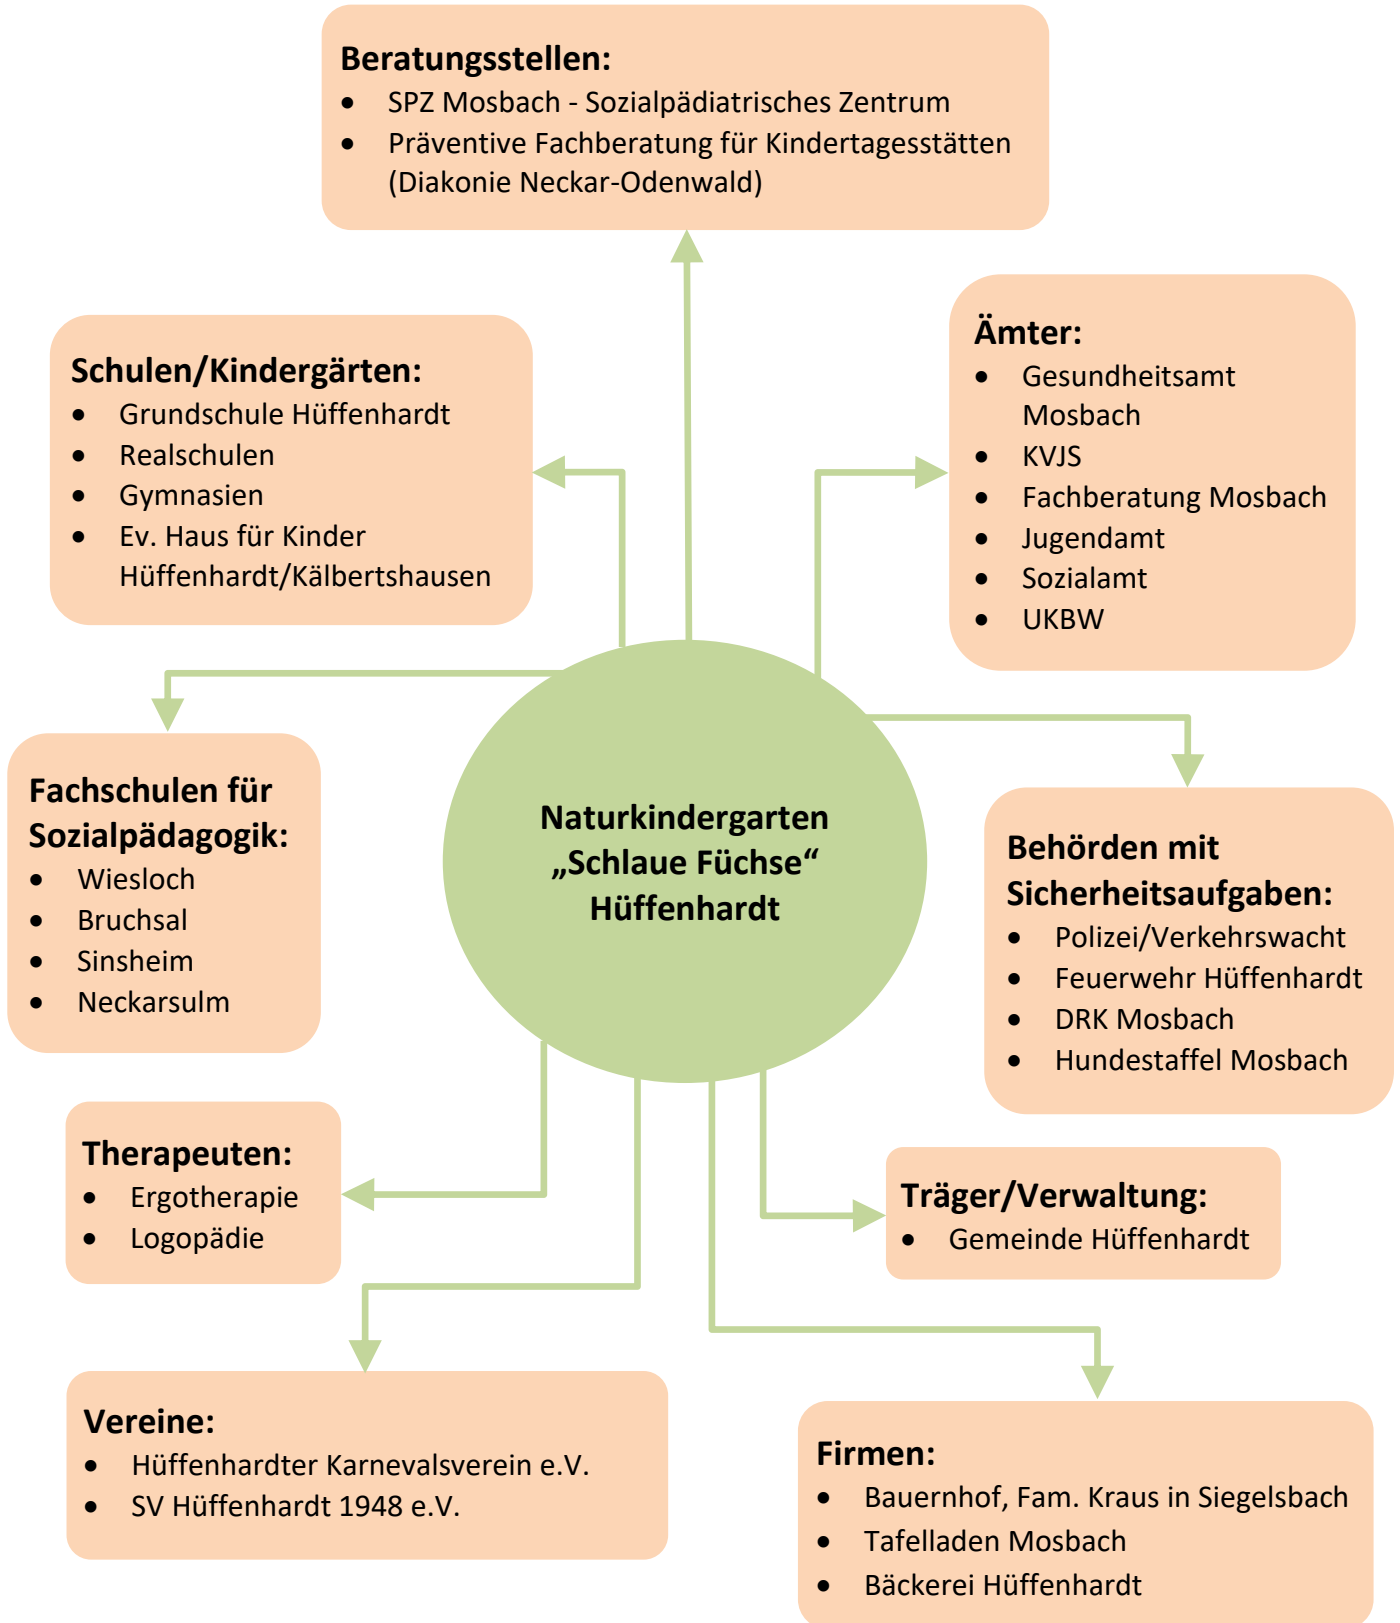 Beratungsstellen:
• SPZ Mosbach - Sozialpädiatrisches Zentrum
• Präventive Fachberatung für Kindertagesstätten
(Diakonie Neckar-Odenwald)
Schulen/Kindergärten:
• Grundschule Hüffenhardt
• Realschulen
• Gymnasien
• Ev. Haus für Kinder
Hüffenhardt/Kälbertshausen
Ämter:
• Gesundheitsamt
Mosbach
• KVJS
• Fachberatung Mosbach
• Jugendamt
• Sozialamt
• UKBW
Fachschulen für
Sozialpädagogik:
• Wiesloch
• Bruchsal
• Sinsheim
• Neckarsulm
Naturkindergarten
„Schlaue Füchse“
Hüffenhardt
Behörden mit
Sicherheitsaufgaben:
• Polizei/Verkehrswacht
• Feuerwehr Hüffenhardt
• DRK Mosbach
• Hundestaffel Mosbach
Therapeuten:
• Ergotherapie
• Logopädie
Träger/Verwaltung:
• Gemeinde Hüffenhardt
Vereine:
• Hüffenhardter Karnevalsverein e.V.
• SV Hüffenhardt 1948 e.V.
Firmen:
• Bauernhof, Fam. Kraus in Siegelsbach
• Tafelladen Mosbach
• Bäckerei Hüffenhardt